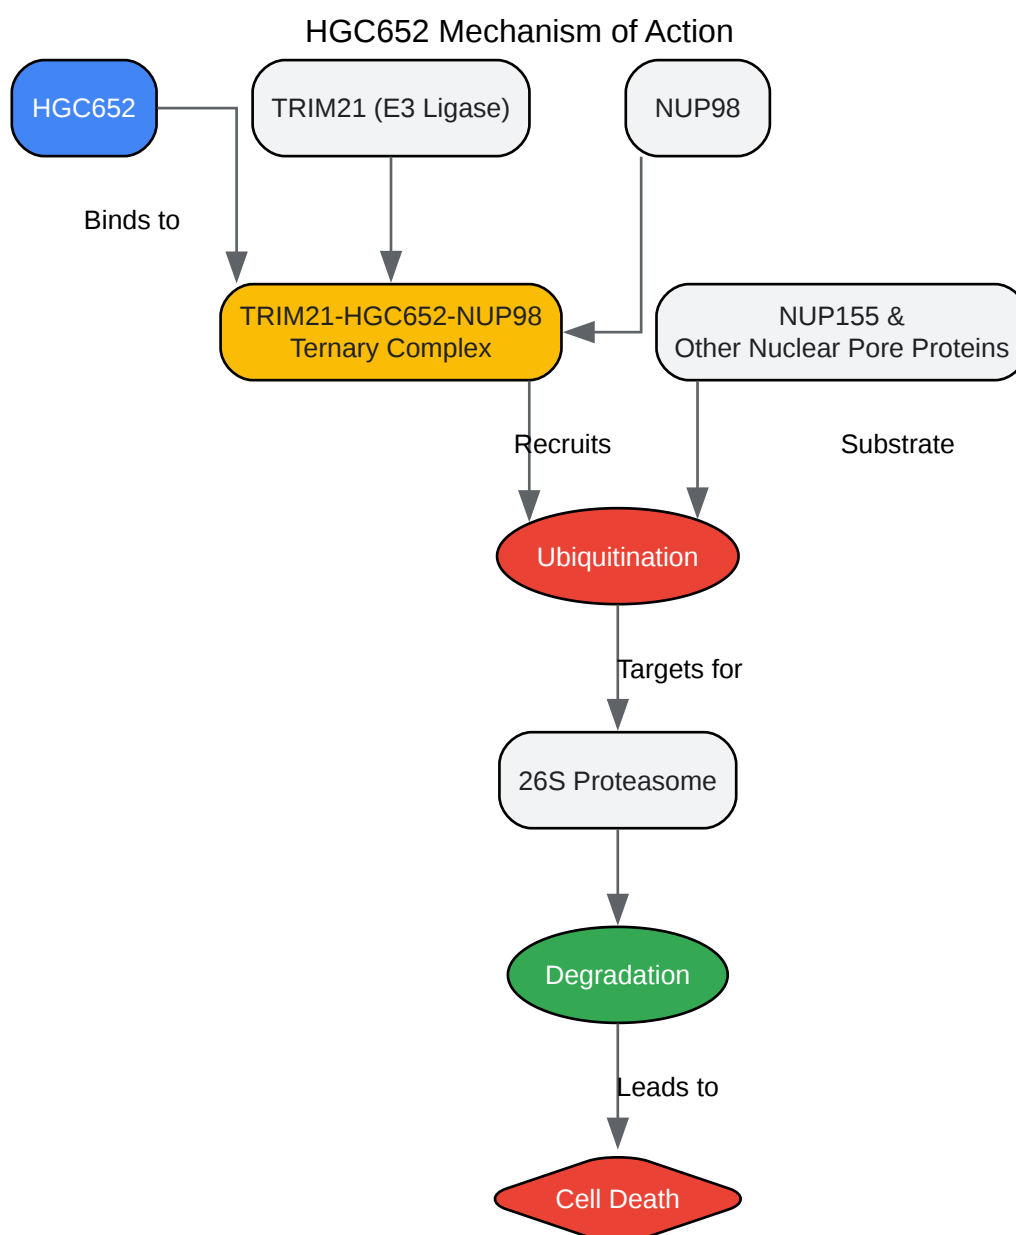 HGC652 Mechanism of Action
HGC652
TRIM21 (E3 Ligase)
NUP98
Binds to
TRIM21-HGC652-NUP98
Ternary Complex
NUP155 &
Other Nuclear Pore Proteins
Recruits
Substrate
Ubiquitination
Targets for
26S Proteasome
Degradation
Leads to
Cell Death